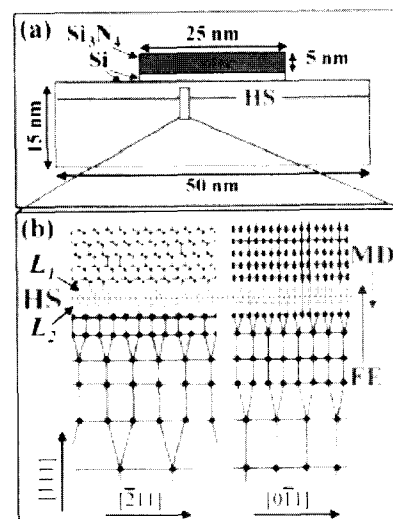 (a)
Si₃N₄
25 nm
5 nm
Si
HS
15 nm
50 nm
(b)
L₁
MD
HS
L₂
FE
[111]
[2̅11]
[01̅1]